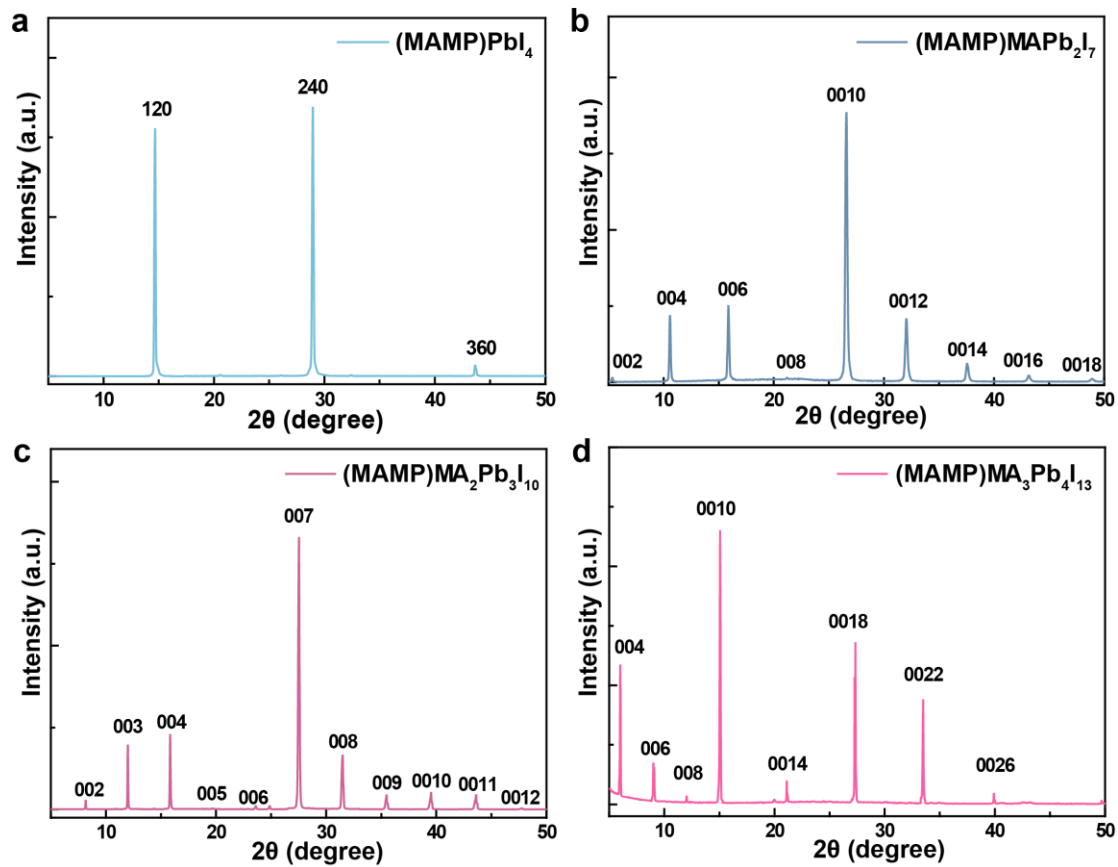 a
(MAMP)PbI₄
240
120
360
Intensity (a.u.)
10 20 30 40 50
2θ (degree)
b
(MAMP)MAPb₂I₇
0010
004
006
0012
002
008
0014
0016
0018
Intensity (a.u.)
10 20 30 40 50
2θ (degree)
c
(MAMP)MA₂Pb₃I₁₀
007
003
004
008
002
005
006
009
0010
0011
0012
Intensity (a.u.)
10 20 30 40 50
2θ (degree)
d
(MAMP)MA₃Pb₄I₁₃
0010
004
0018
0022
006
008
0014
0026
Intensity (a.u.)
10 20 30 40 50
2θ (degree)